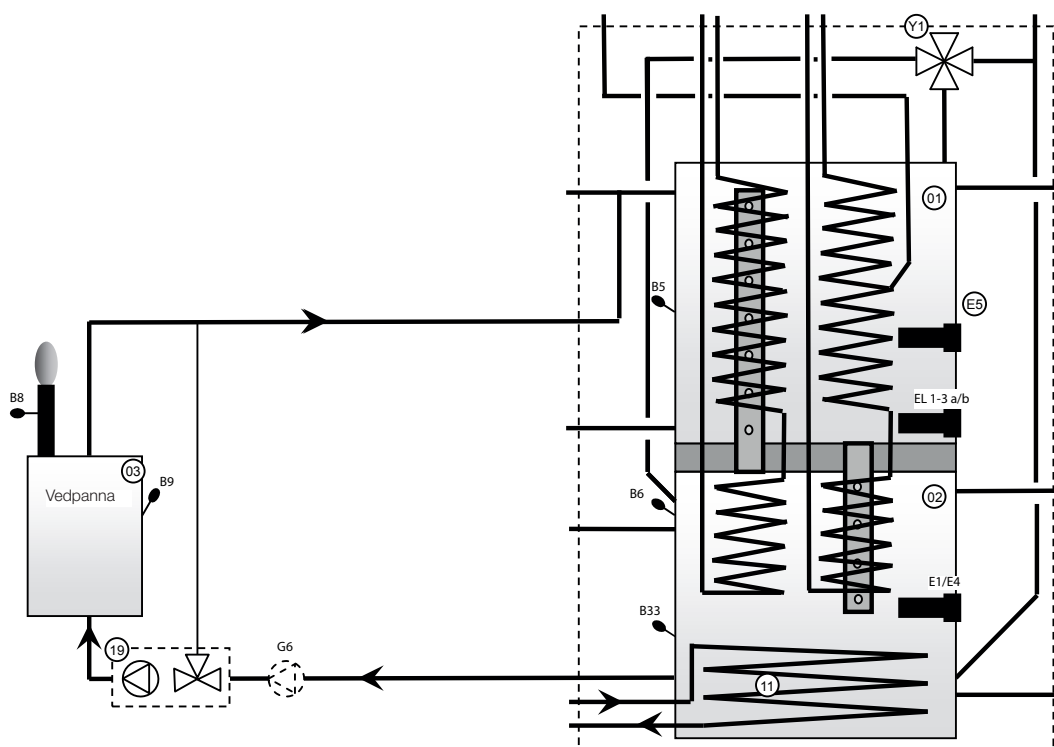 Y1
01
B5
E5
B8
EL 1-3 a/b
03
Vedpanna
B9
B6
02
E1/E4
B33
19
G6
11